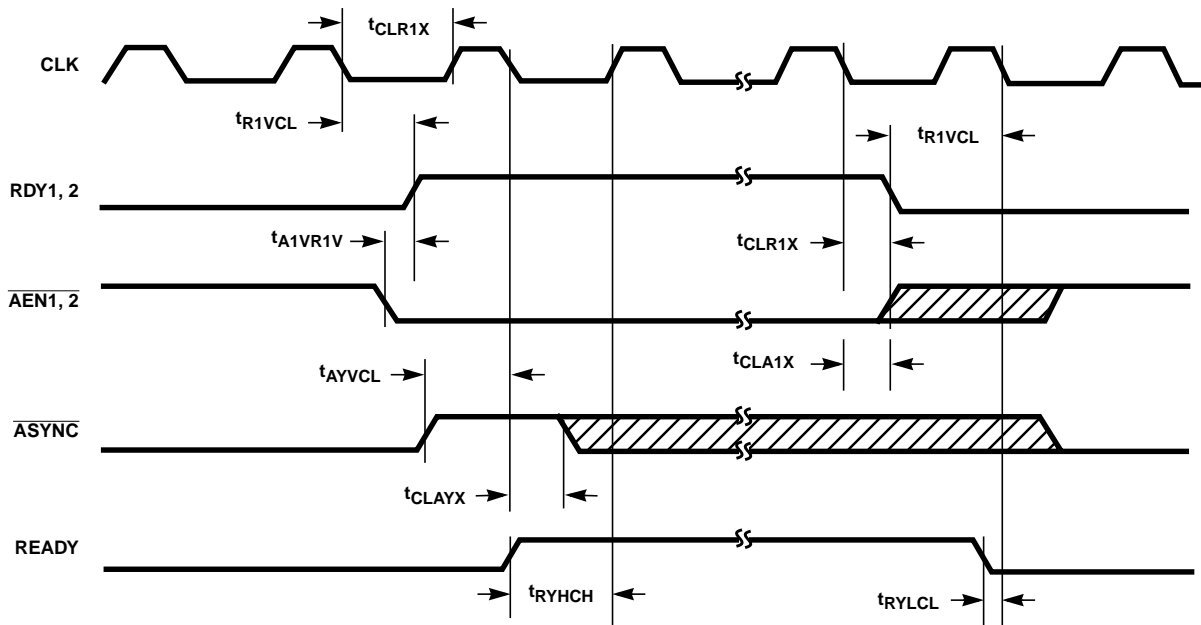 tCLR1X
CLK
tR1VCL
tR1VCL
RDY1, 2
tA1VR1V
tCLR1X
AEN1, 2
tCLA1X
tAYVCL
ASYNC
tCLAYX
READY
tRYHCH
tRYLCL